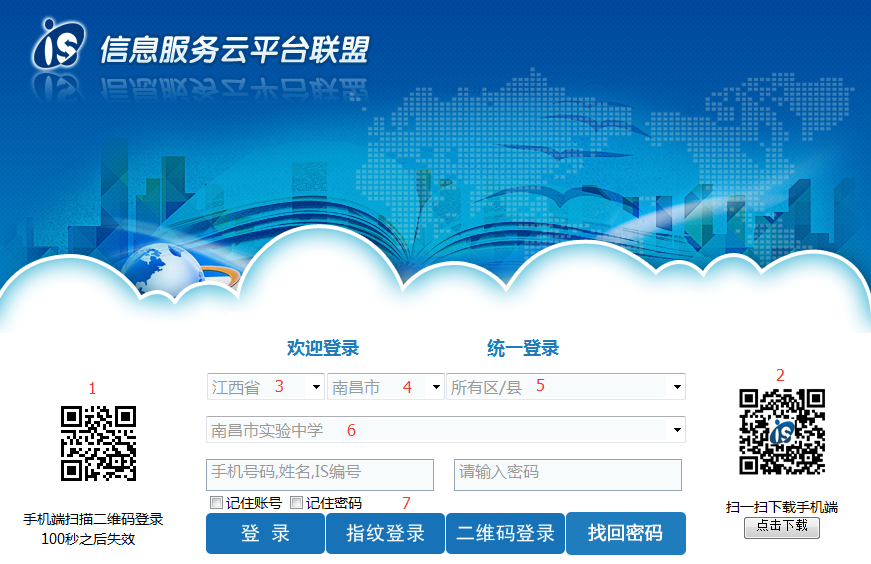 IS 信息服务云平台联盟
欢迎登录 统一登录
1
2
江西省 3 南昌市 4 所有区/县 5
南昌市实验中学 6
手机号码,姓名,IS编号 请输入密码
记住账号 记住密码 7
登 录 指纹登录 二维码登录 找回密码
手机端扫描二维码登录
100秒之后失效
IS
扫一扫下载手机端
点击下载